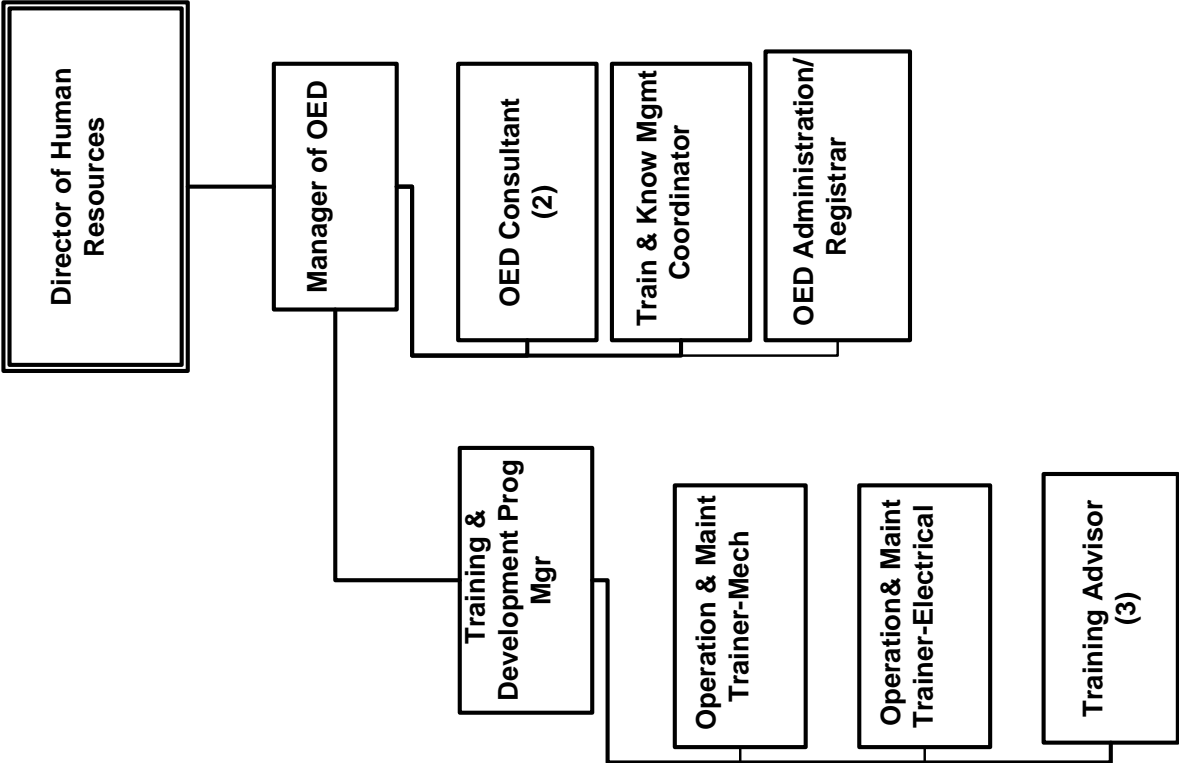 Director of Human
Resources
Manager of OED
OED Consultant
(2)
Train & Know Mgmt
Coordinator
OED Administration/
Registrar
Training &
Development Prog
Mgr
Operation & Maint
Trainer-Mech
Operation& Maint
Trainer-Electrical
Training Advisor
(3)